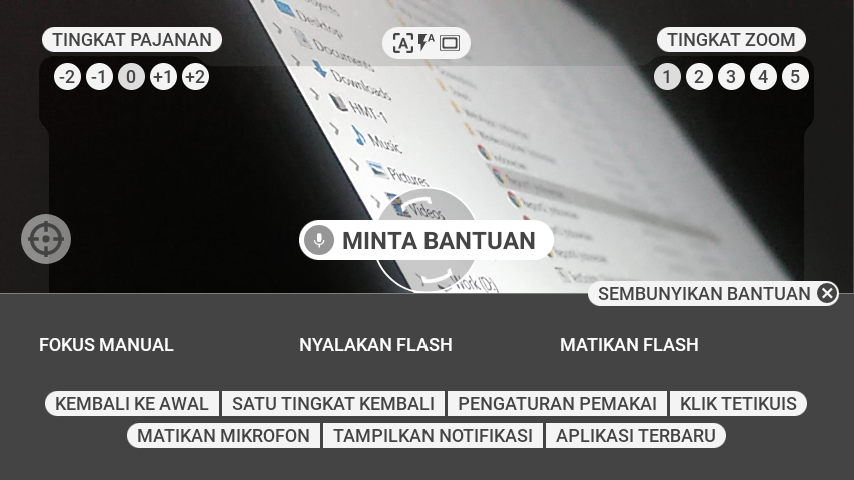 TINGKAT PAJANAN
A
A
TINGKAT ZOOM
-2 -1 0 +1 +2
1 2 3 4 5
Desktop
Documents
Downloads
HMT-1
Music
Pictures
Videos
MINTA BANTUAN
Work (D:)
SEMBUNYIKAN BANTUAN
FOKUS MANUAL NYALAKAN FLASH MATIKAN FLASH
KEMBALI KE AWAL SATU TINGKAT KEMBALI PENGATURAN PEMAKAI KLIK TETIKUIS
MATIKAN MIKROFON TAMPILKAN NOTIFIKASI APLIKASI TERBARU